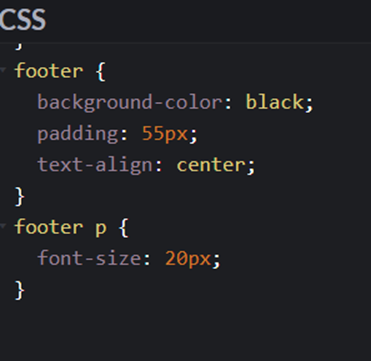 CSS
}
footer {
background-color: black;
padding: 55px;
text-align: center;
}
footer p {
font-size: 20px;
}